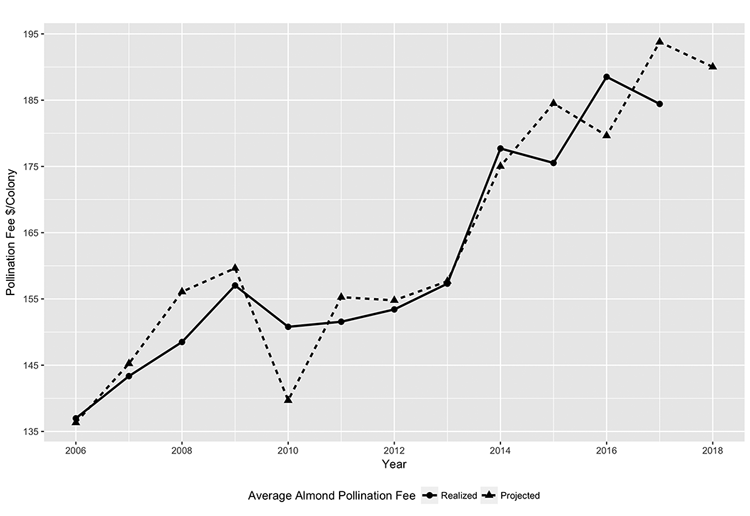 195
185
175
165
155
145
135
Pollination Fee $/Colony
2006 2008 2010 2012 2014 2016 2018
Year
Average Almond Pollination Fee Realized Projected